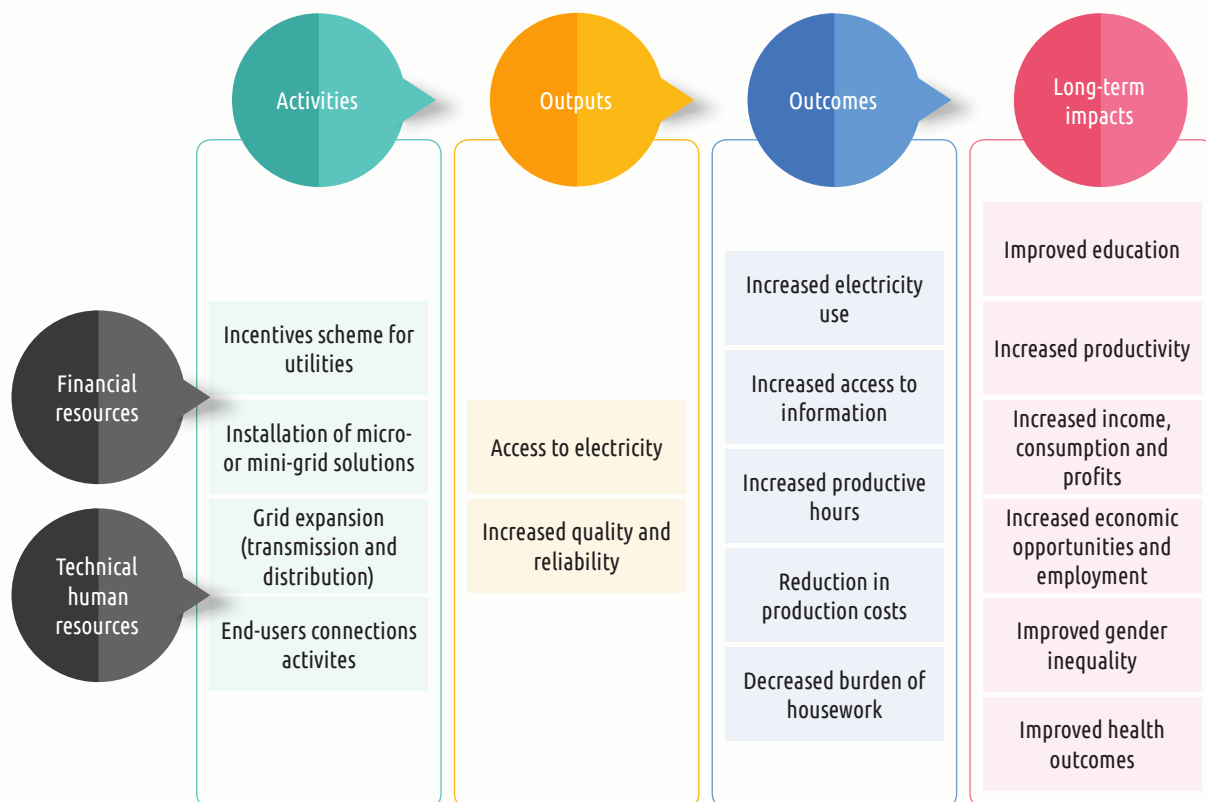 Activities
Outputs
Outcomes
Long-term
impacts
Financial
resources
Technical
human
resources
Incentives scheme for
utilities
Installation of micro-
or mini-grid solutions
Grid expansion
(transmission and
distribution)
End-users connections
activites
Access to electricity
Increased quality and
reliability
Increased electricity
use
Increased access to
information
Increased productive
hours
Reduction in
production costs
Decreased burden of
housework
Improved education
Increased productivity
Increased income,
consumption and
profits
Increased economic
opportunities and
employment
Improved gender
inequality
Improved health
outcomes